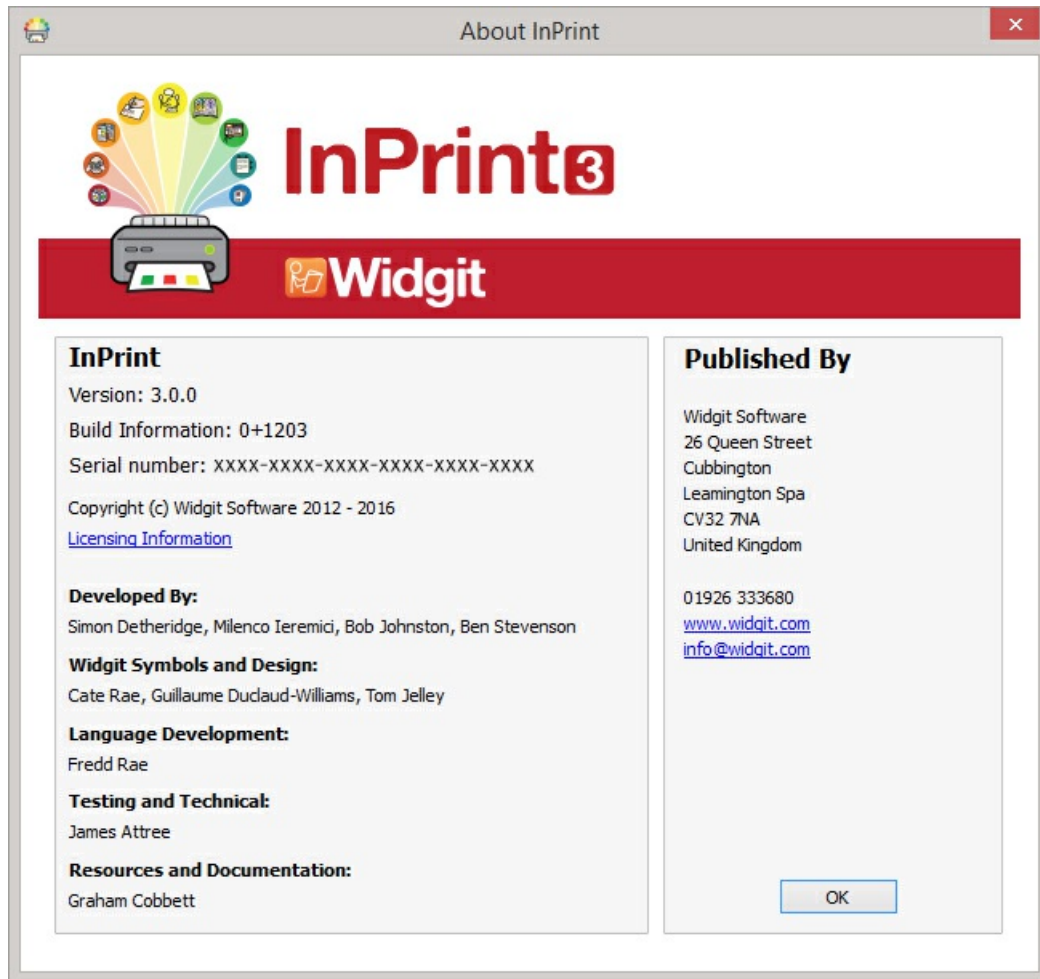 About InPrint
InPrint3
Widgit
InPrint
Version: 3.0.0
Build Information: 0+1203
Serial number: XXXX-XXXX-XXXX-XXXX-XXXX-XXXX
Copyright (c) Widgit Software 2012 - 2016
Licensing Information
Developed By:
Simon Detheridge, Milenco Ieremici, Bob Johnston, Ben Stevenson
Widgit Symbols and Design:
Cate Rae, Guillaume Duclaud-Williams, Tom Jelley
Language Development:
Fredd Rae
Testing and Technical:
James Attree
Resources and Documentation:
Graham Cobbett
Published By
Widgit Software
26 Queen Street
Cubbington
Leamington Spa
CV32 7NA
United Kingdom
01926 333680
www.widgit.com
info@widgit.com
OK